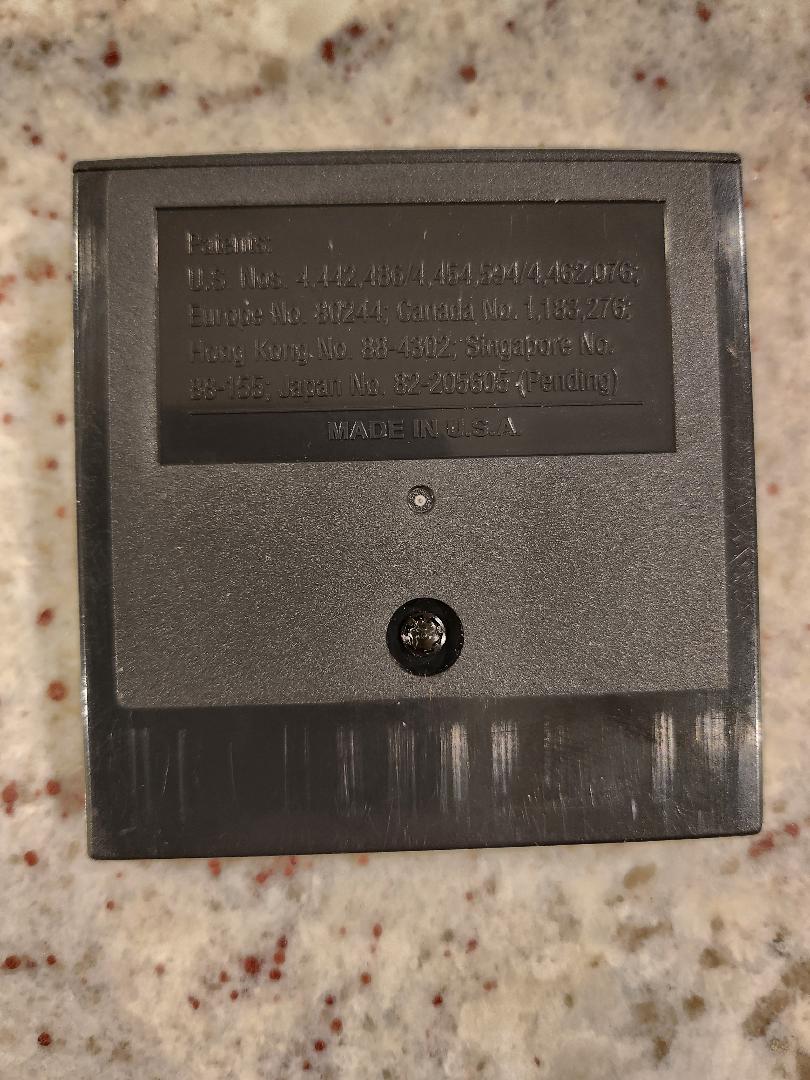 Patents:
U.S. Nos. 4,442,486/4,454,594/4,462,076;
Europe No. 80244; Canada No. 1,183,276;
Hong Kong No. 88-4302; Singapore No.
88-155; Japan No. 82-205605 (Pending)
MADE IN U.S.A.